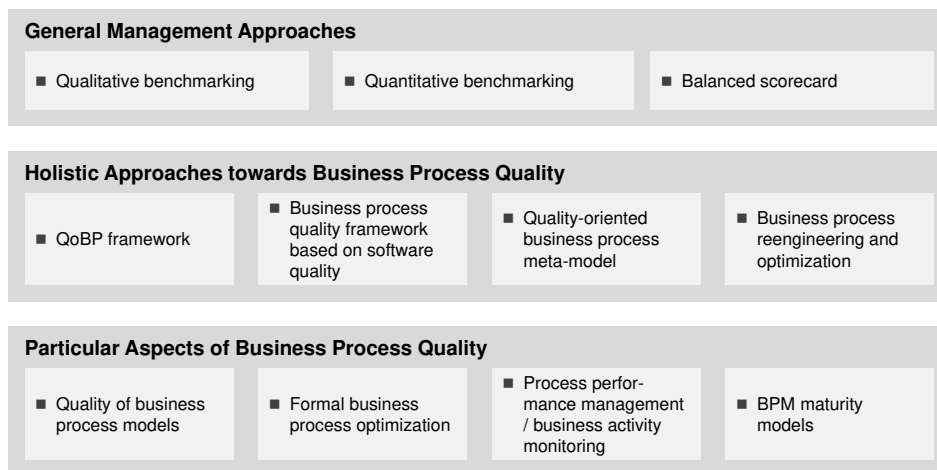 General Management Approaches
■ Qualitative benchmarking
■ Quantitative benchmarking
■ Balanced scorecard
Holistic Approaches towards Business Process Quality
■ QoBP framework
■ Business process
quality framework
based on software
quality
■ Quality-oriented
business process
meta-model
■ Business process
reengineering and
optimization
Particular Aspects of Business Process Quality
■ Quality of business
process models
■ Formal business
process optimization
■ Process perfor-
mance management
/ business activity
monitoring
■ BPM maturity
models